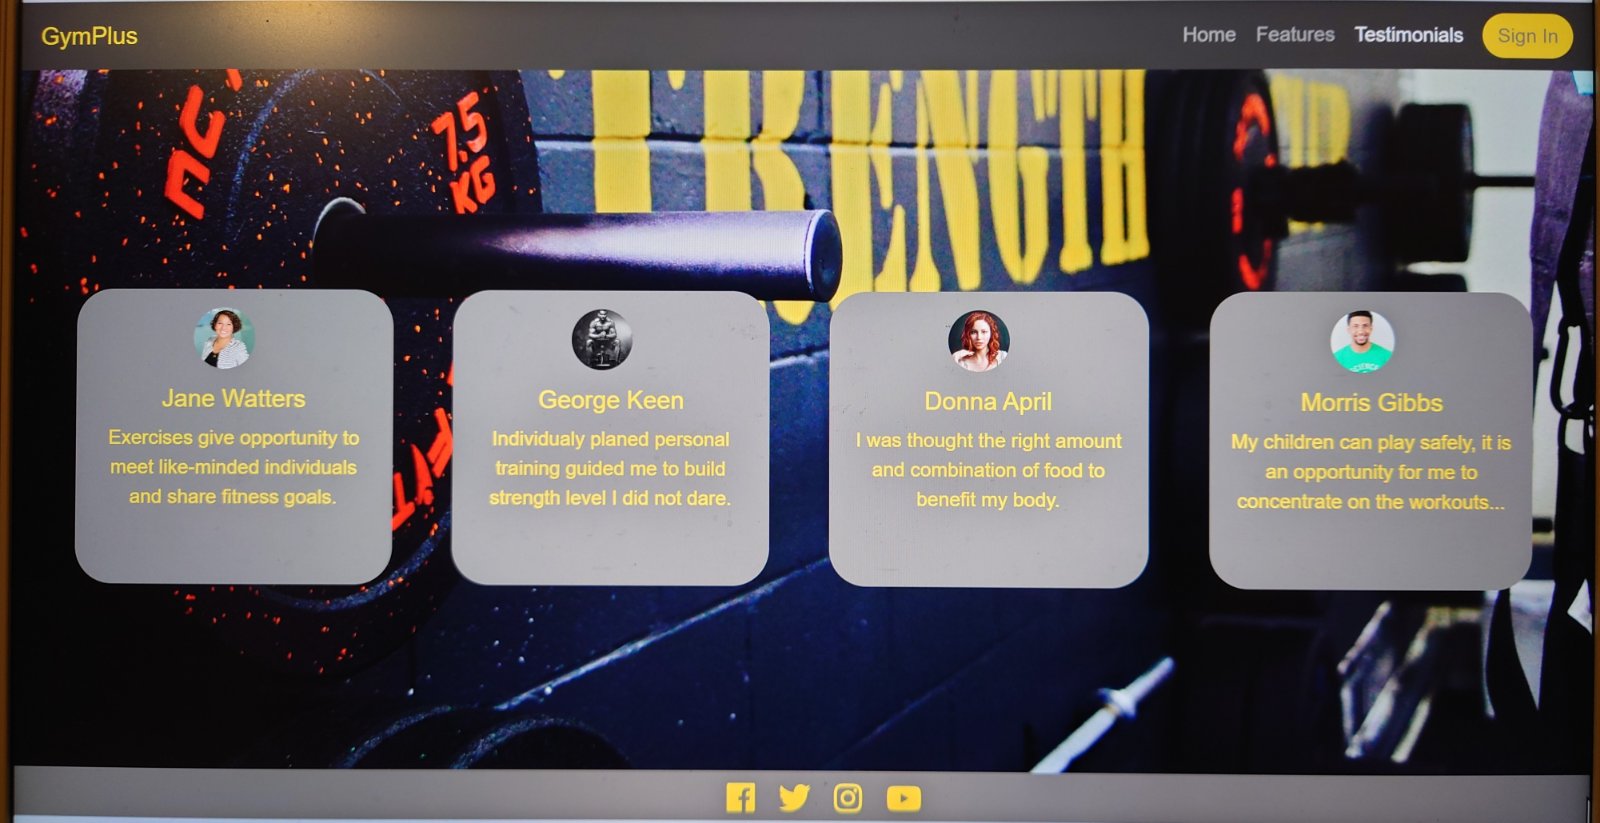 GymPlus
Home Features Testimonials Sign In
7.5
KG
TRENGTH
Jane Watters
Exercises give opportunity to
meet like-minded individuals
and share fitness goals.
George Keen
Individualy planed personal
training guided me to build
strength level I did not dare.
Donna April
I was thought the right amount
and combination of food to
benefit my body.
Morris Gibbs
My children can play safely, it is
an opportunity for me to
concentrate on the workouts...